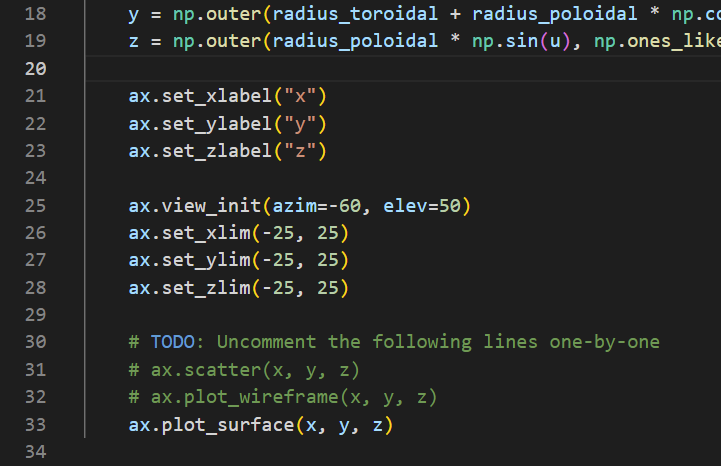 18 y = np.outer(radius_toroidal + radius_poloidal * np.
19 z = np.outer(radius_poloidal * np.sin(u), np.ones_like
20
21 ax.set_xlabel("x")
22 ax.set_ylabel("y")
23 ax.set_zlabel("z")
24
25 ax.view_init(azim=-60, elev=50)
26 ax.set_xlim(-25, 25)
27 ax.set_ylim(-25, 25)
28 ax.set_zlim(-25, 25)
29
30 # TODO: Uncomment the following lines one-by-one
31 # ax.scatter(x, y, z)
32 # ax.plot_wireframe(x, y, z)
33 ax.plot_surface(x, y, z)
34